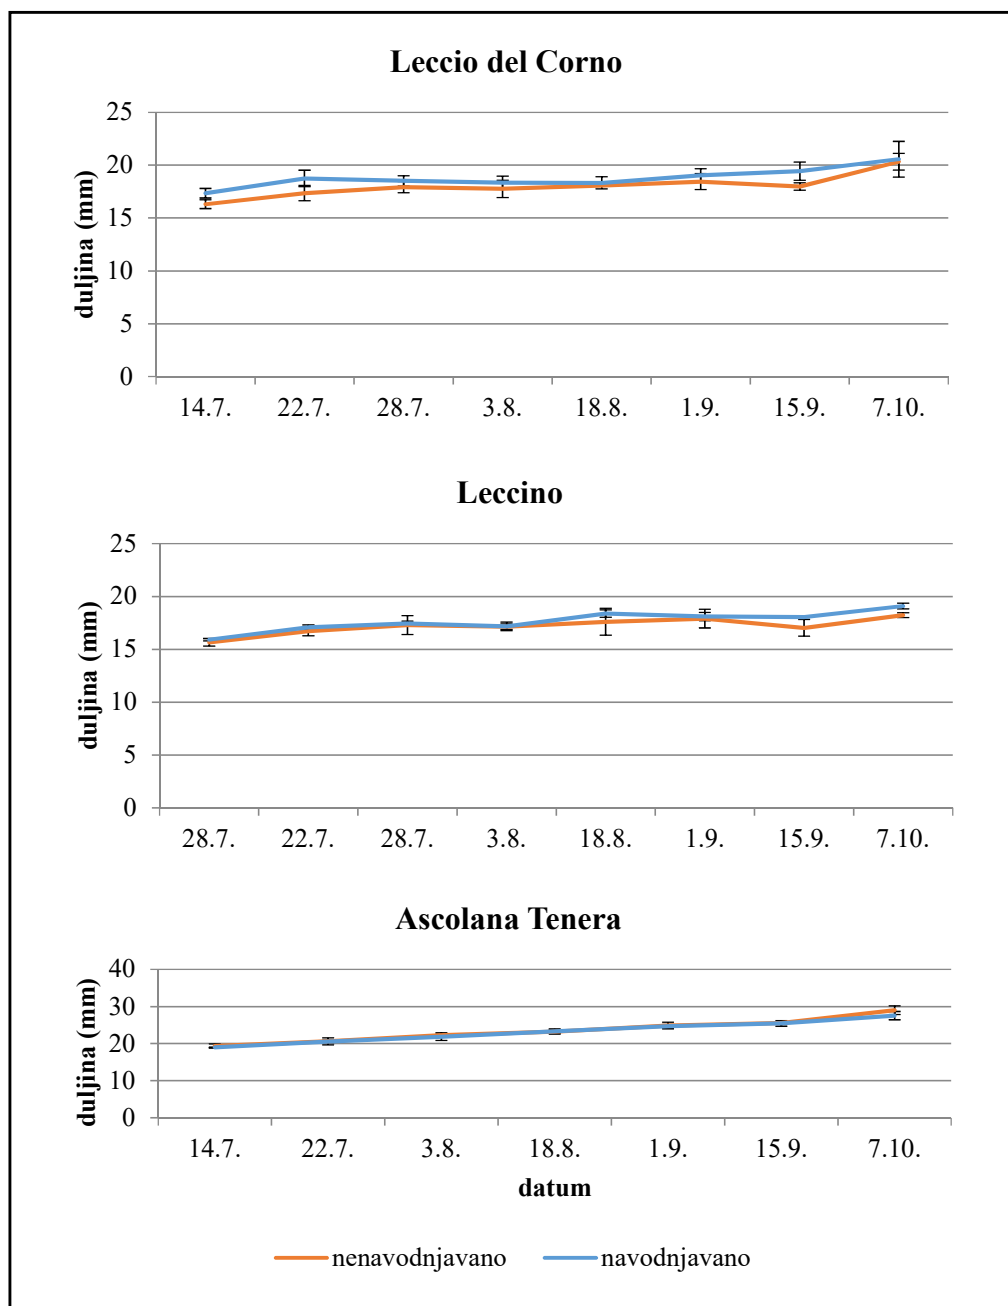 Leccio del Corno
duljina (mm)
25
20
15
10
5
0
14.7. 22.7. 28.7. 3.8. 18.8. 1.9. 15.9. 7.10.
Leccino
duljina (mm)
25
20
15
10
5
0
28.7. 22.7. 28.7. 3.8. 18.8. 1.9. 15.9. 7.10.
Ascolana Tenera
duljina (mm)
40
30
20
10
0
14.7. 22.7. 3.8. 18.8. 1.9. 15.9. 7.10.
datum
nenavodnjavano navodnjavano